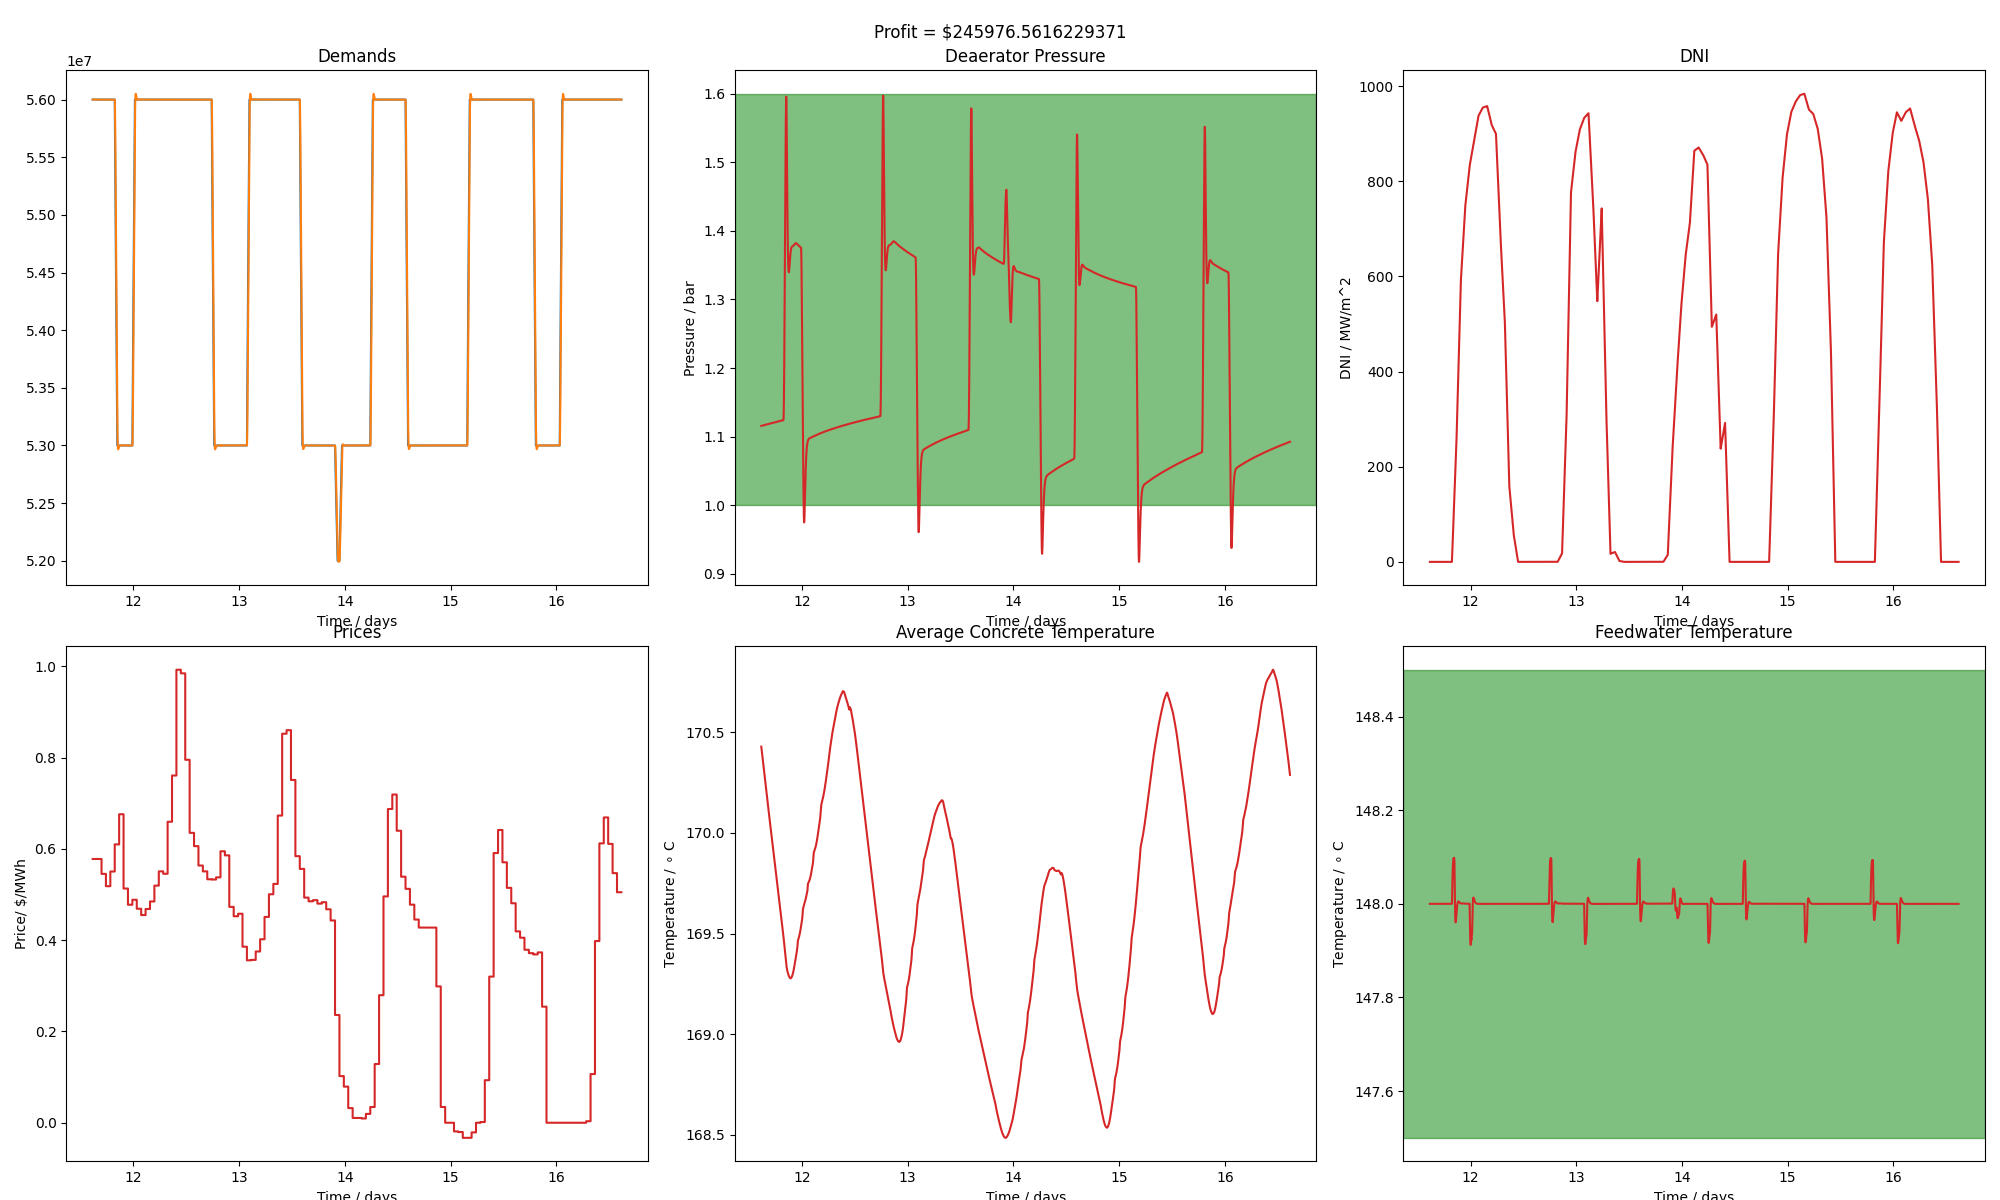 Profit = $245976.5616229371
Demands
1e7
5.60
5.55
5.50
5.45
5.40
5.35
5.30
5.25
5.20
12 13 14 15 16
Time / days
Deaerator Pressure
Pressure / bar
1.6
1.5
1.4
1.3
1.2
1.1
1.0
0.9
12 13 14 15 16
Time / days
DNI
DNI / MW/m^2
1000
800
600
400
200
0
12 13 14 15 16
Time / days
Prices
Price/ $/MWh
1.0
0.8
0.6
0.4
0.2
0.0
12 13 14 15 16
Time / days
Average Concrete Temperature
Temperature / ∘ C
170.5
170.0
169.5
169.0
168.5
12 13 14 15 16
Time / days
Feedwater Temperature
Temperature / ∘ C
148.4
148.2
148.0
147.8
147.6
12 13 14 15 16
Time / days